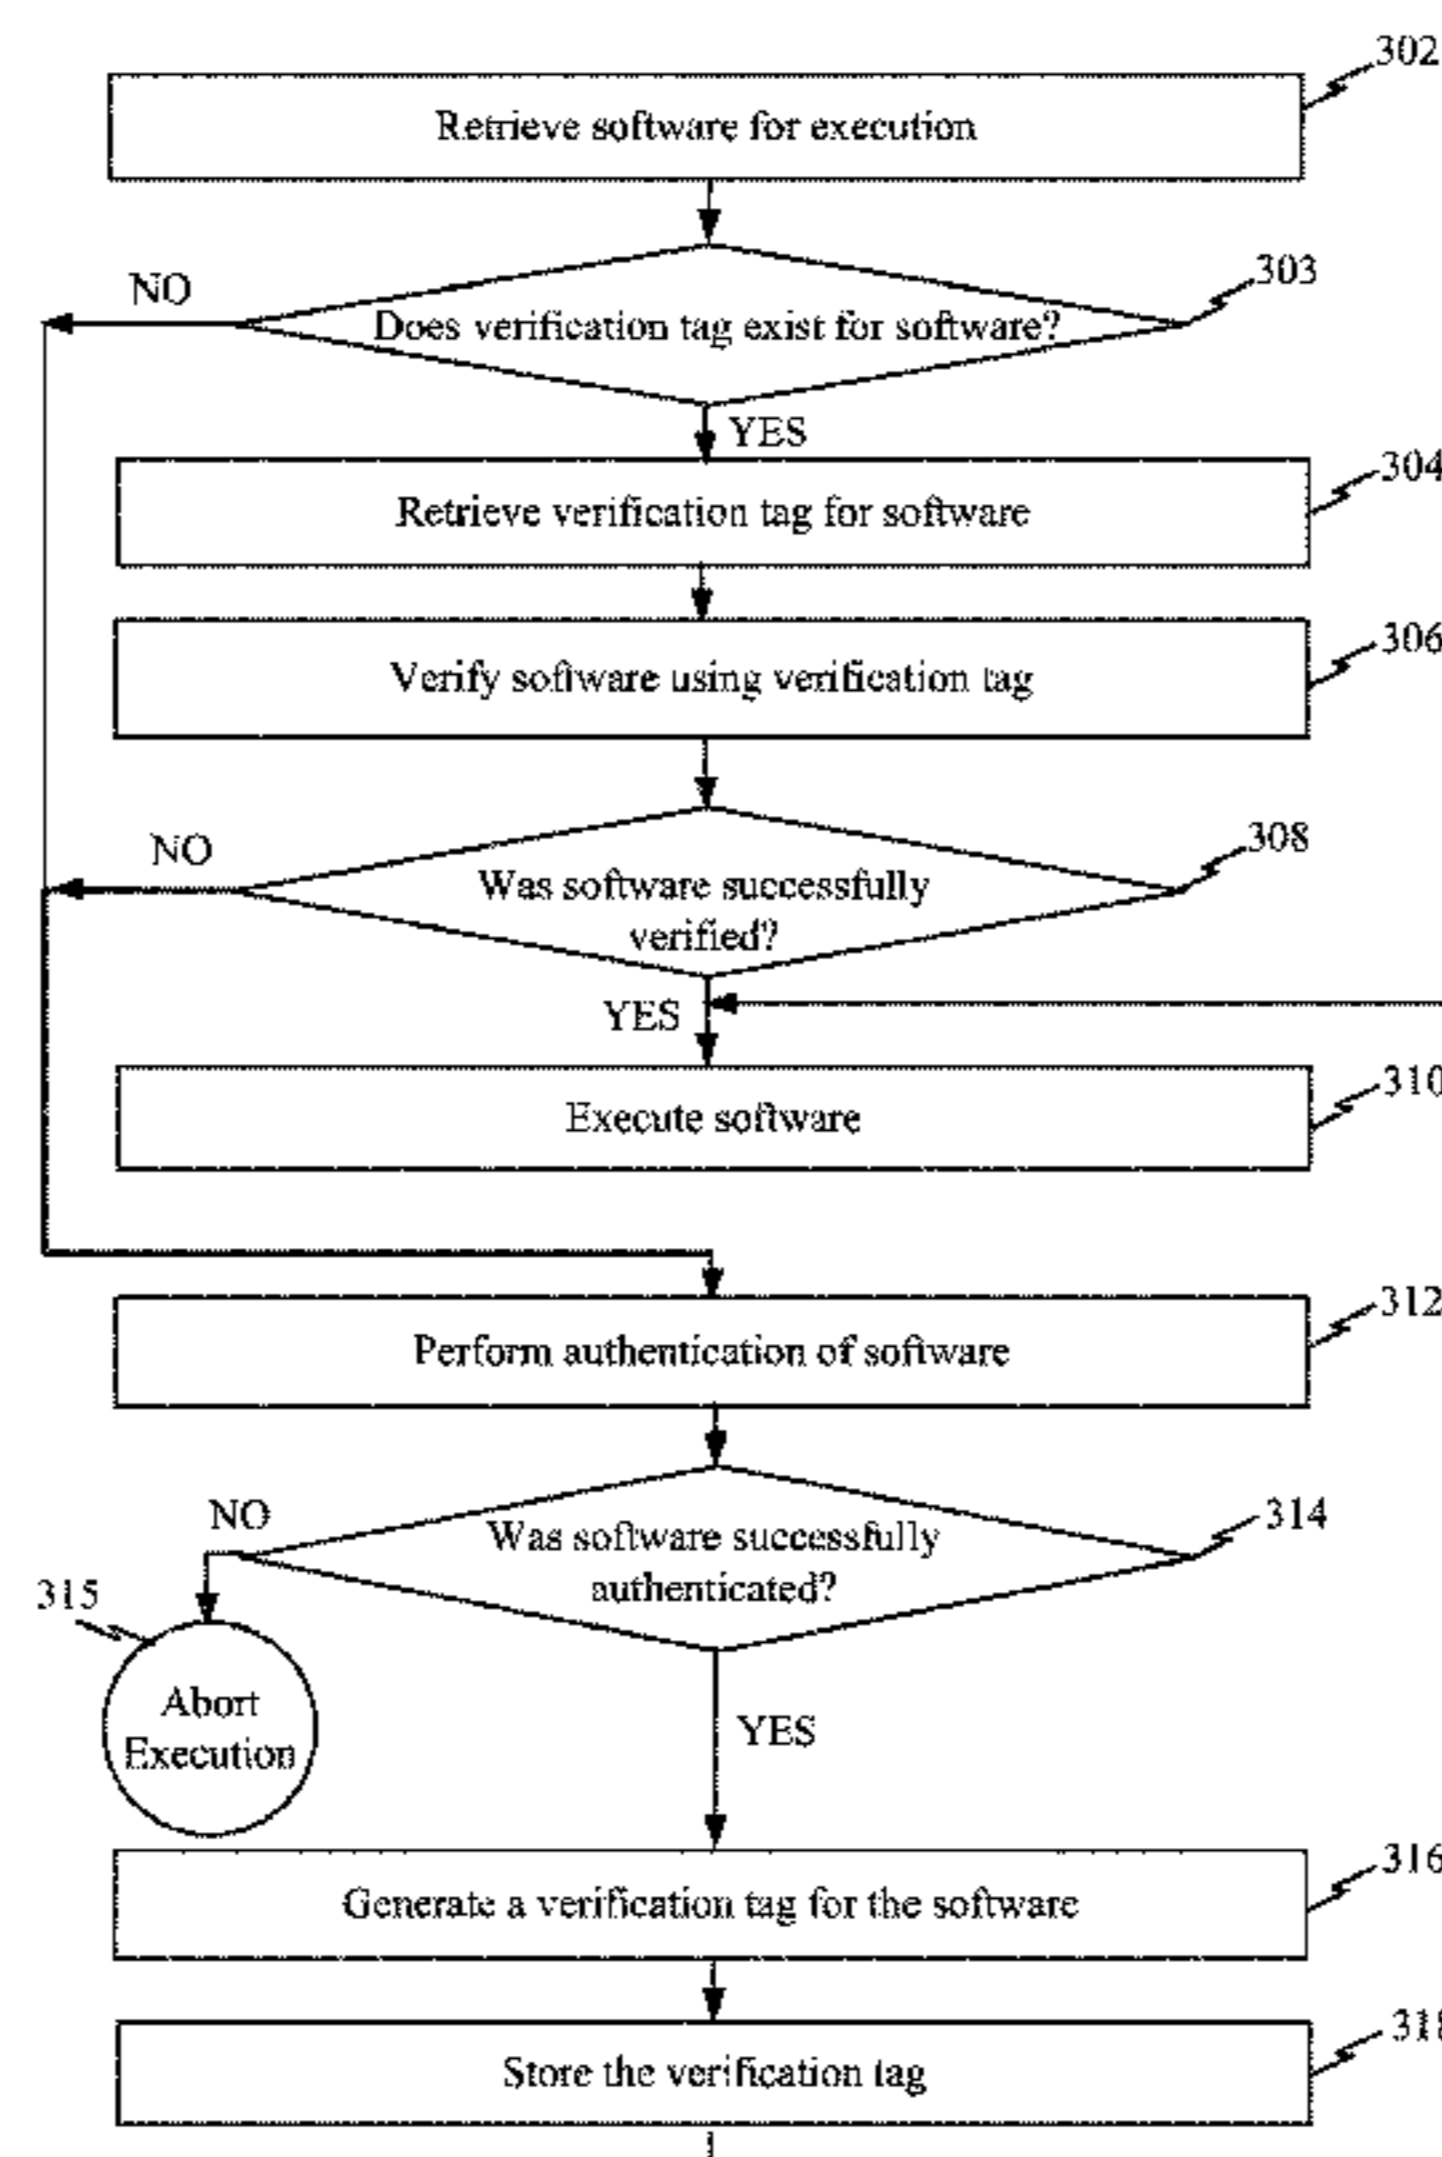 302
Retrieve software for execution
303
NO
Does verification tag exist for software?
YES
304
Retrieve verification tag for software
306
Verify software using verification tag
308
NO
Was software successfully
verified?
YES
310
Execute software
312
Perform authentication of software
314
NO
Was software successfully
authenticated?
315
Abort
Execution
YES
316
Generate a verification tag for the software
318
Store the verification tag